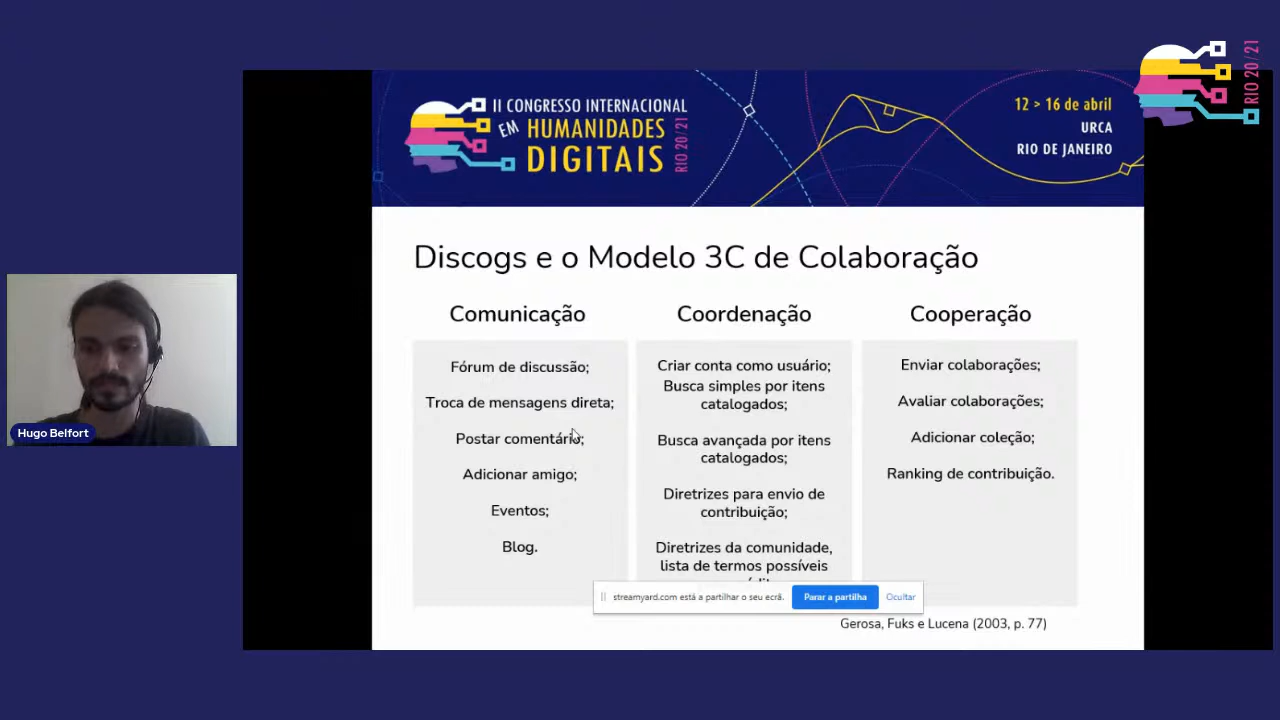 RIO 20/21
II CONGRESSO INTERNACIONAL
EM HUMANIDADES
DIGITAIS
RIO 20/21
12 > 16 de abril
URCA
RIO DE JANEIRO
Discogs e o Modelo 3C de Colaboração
Comunicação
Fórum de discussão;
Troca de mensagens direta;
Postar comentário;
Adicionar amigo;
Eventos;
Blog.
Coordenação
Criar conta como usuário;
Busca simples por itens
catalogados;
Busca avançada por itens
catalogados;
Diretrizes para envio de
contribuição;
Diretrizes da comunidade,
lista de termos possíveis
Cooperação
Enviar colaborações;
Avaliar colaborações;
Adicionar coleção;
Ranking de contribuição.
streamyard.com está a partilhar o seu ecrã.
Parar a partilha
Ocultar
Gerosa, Fuks e Lucena (2003, p. 77)
Hugo Belfort